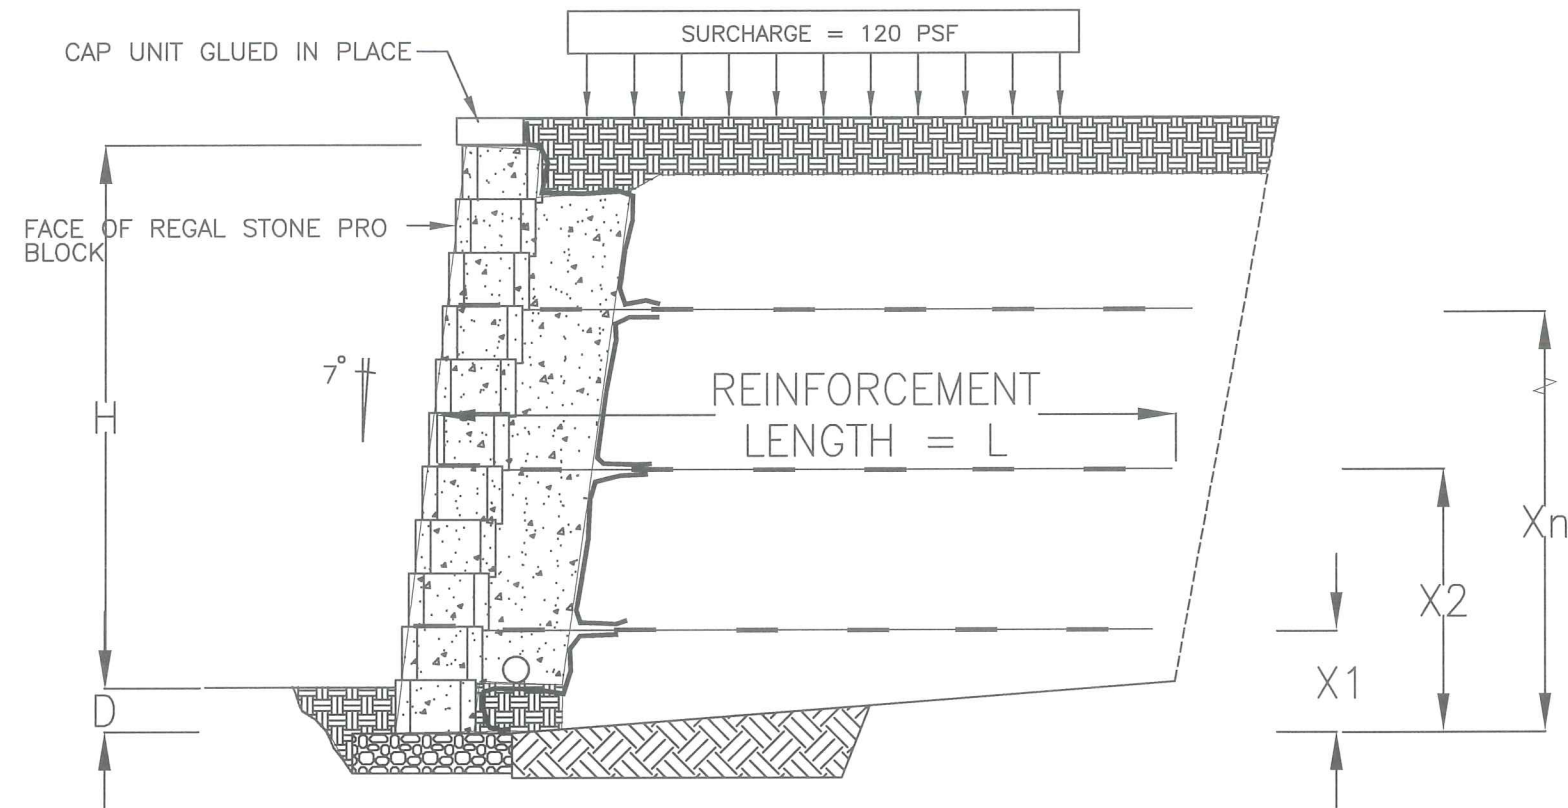 SURCHARGE = 120 PSF
CAP UNIT GLUED IN PLACE
FACE OF REGAL STONE PRO
BLOCK
7°
REINFORCEMENT
LENGTH = L
H
Xn
X2
X1
D